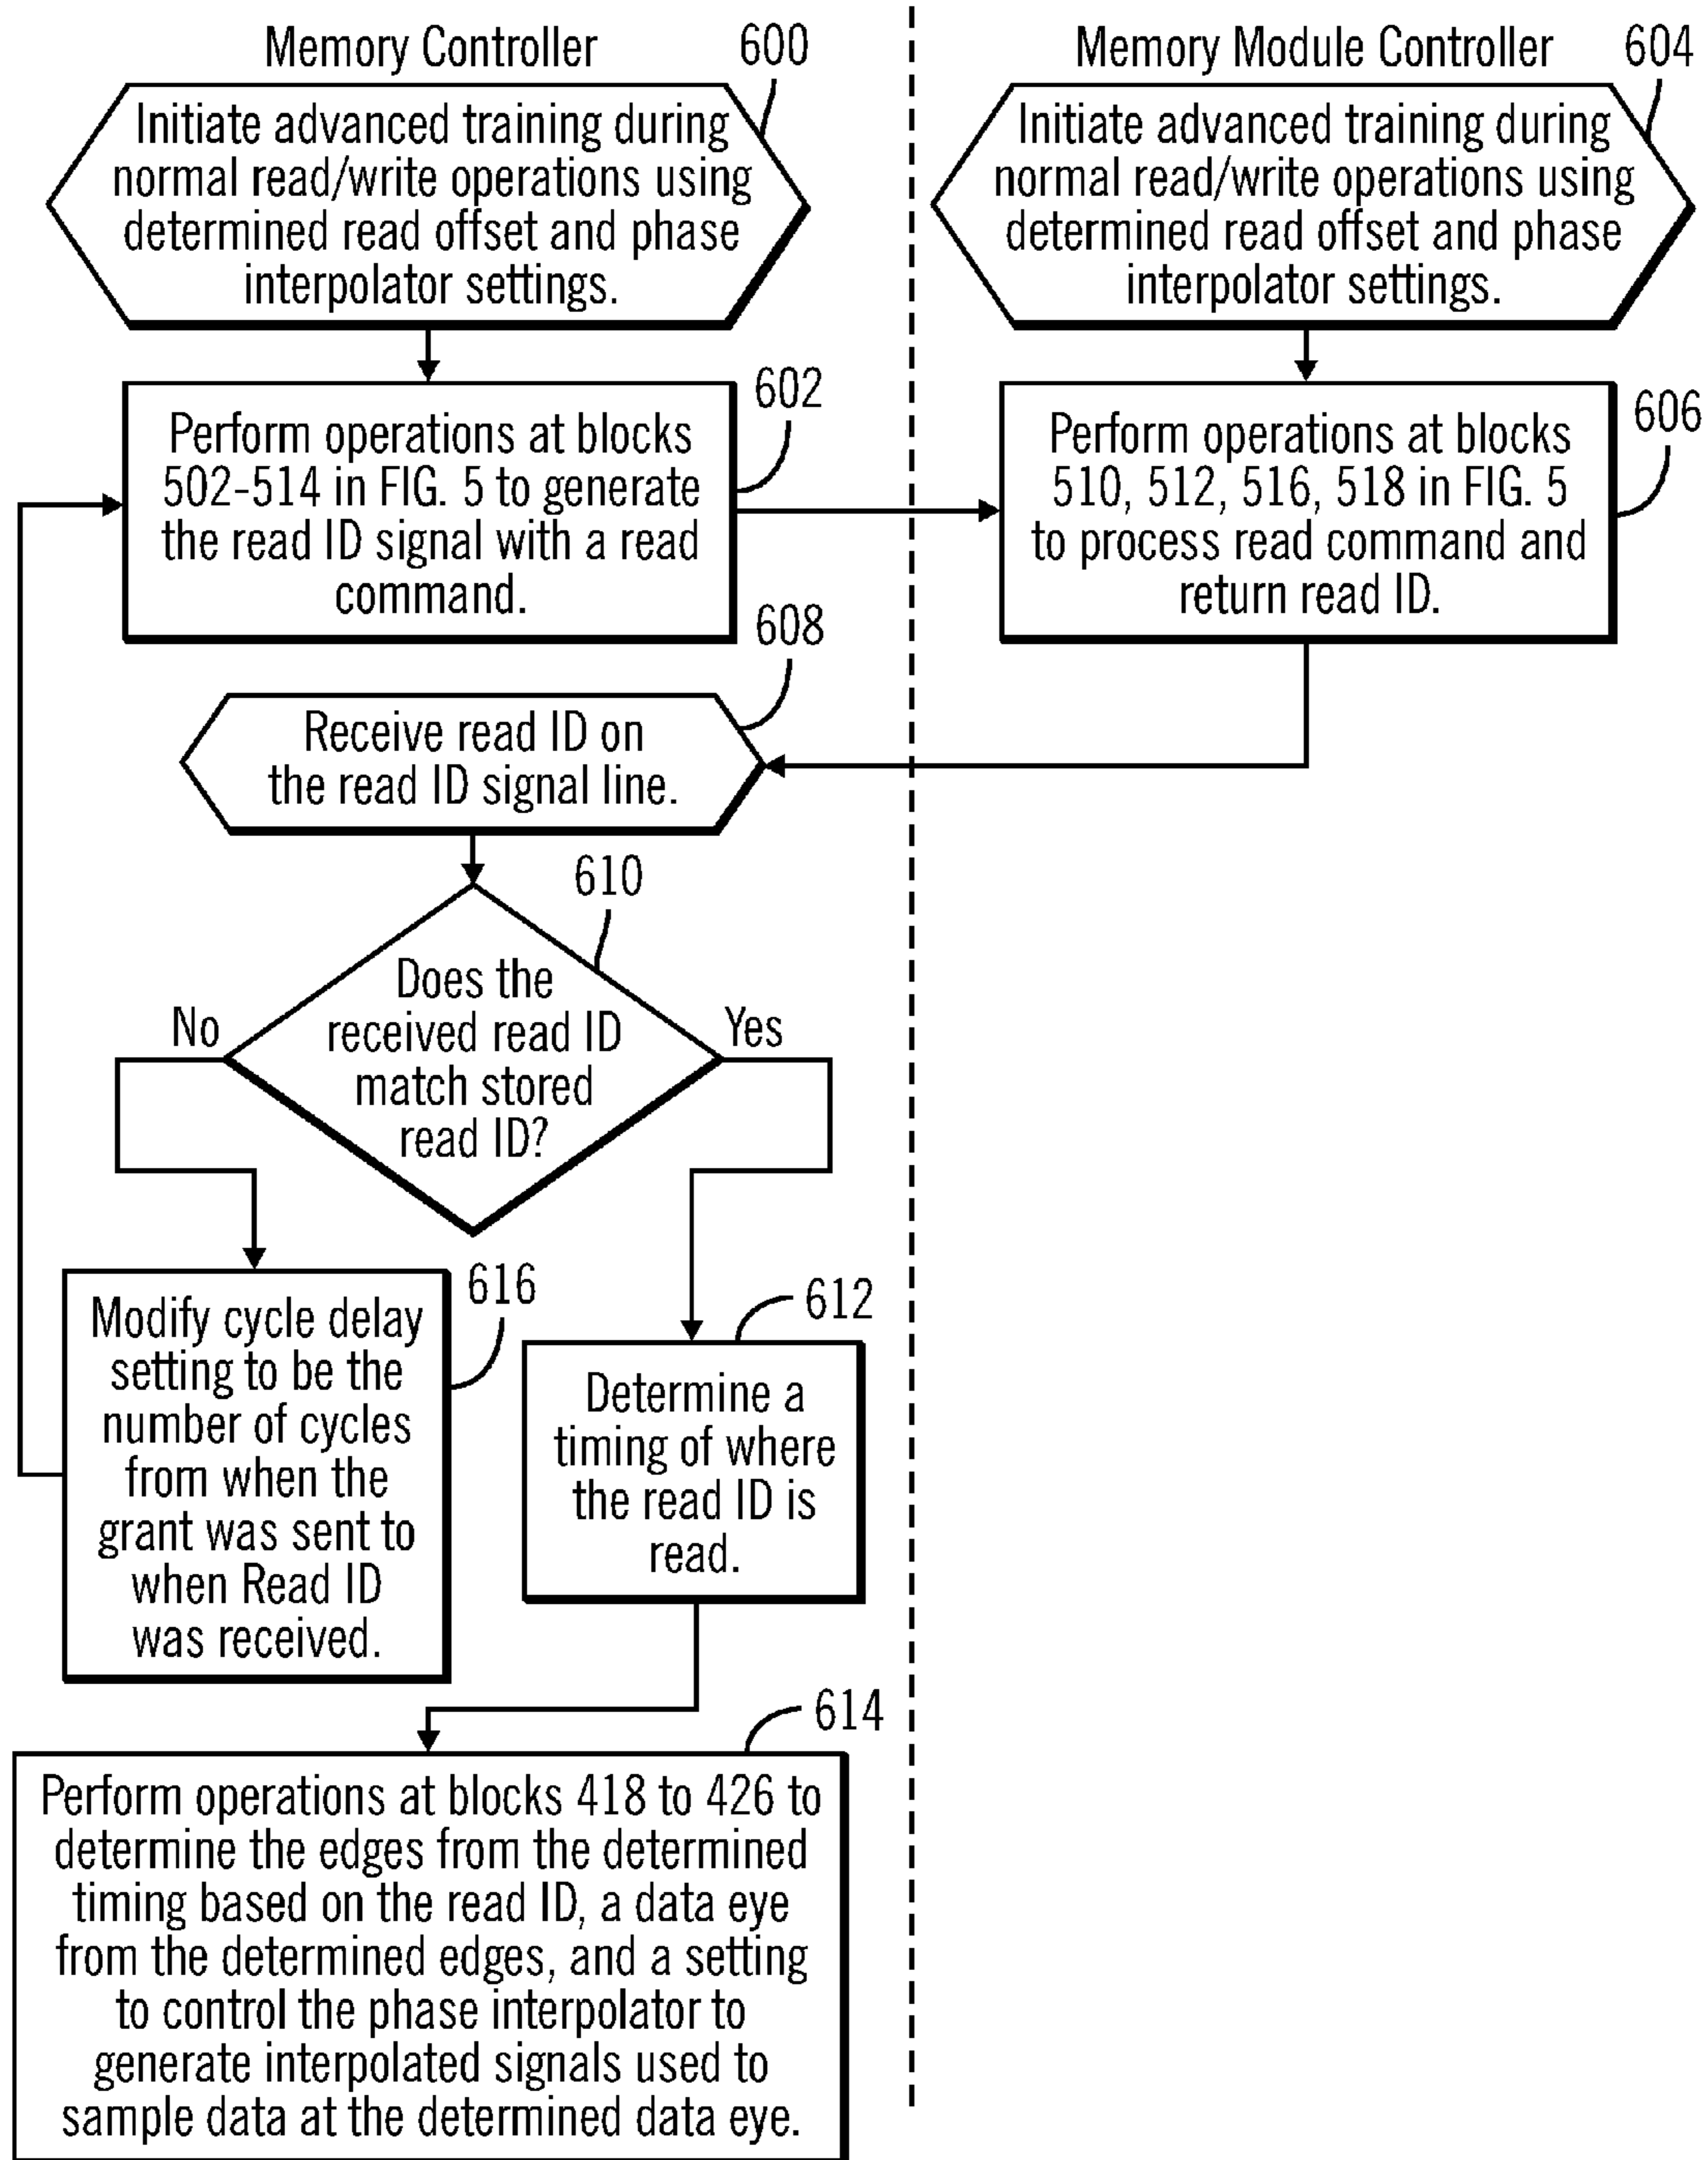 Memory Controller
600
Initiate advanced training during
normal read/write operations using
determined read offset and phase
interpolator settings.
Memory Module Controller
604
Initiate advanced training during
normal read/write operations using
determined read offset and phase
interpolator settings.
602
Perform operations at blocks
502-514 in FIG. 5 to generate
the read ID signal with a read
command.
606
Perform operations at blocks
510, 512, 516, 518 in FIG. 5
to process read command and
return read ID.
608
Receive read ID on
the read ID signal line.
610
Does the
received read ID
match stored
read ID?
No
Yes
616
Modify cycle delay
setting to be the
number of cycles
from when the
grant was sent to
when Read ID
was received.
612
Determine a
timing of where
the read ID is
read.
614
Perform operations at blocks 418 to 426 to
determine the edges from the determined
timing based on the read ID, a data eye
from the determined edges, and a setting
to control the phase interpolator to
generate interpolated signals used to
sample data at the determined data eye.